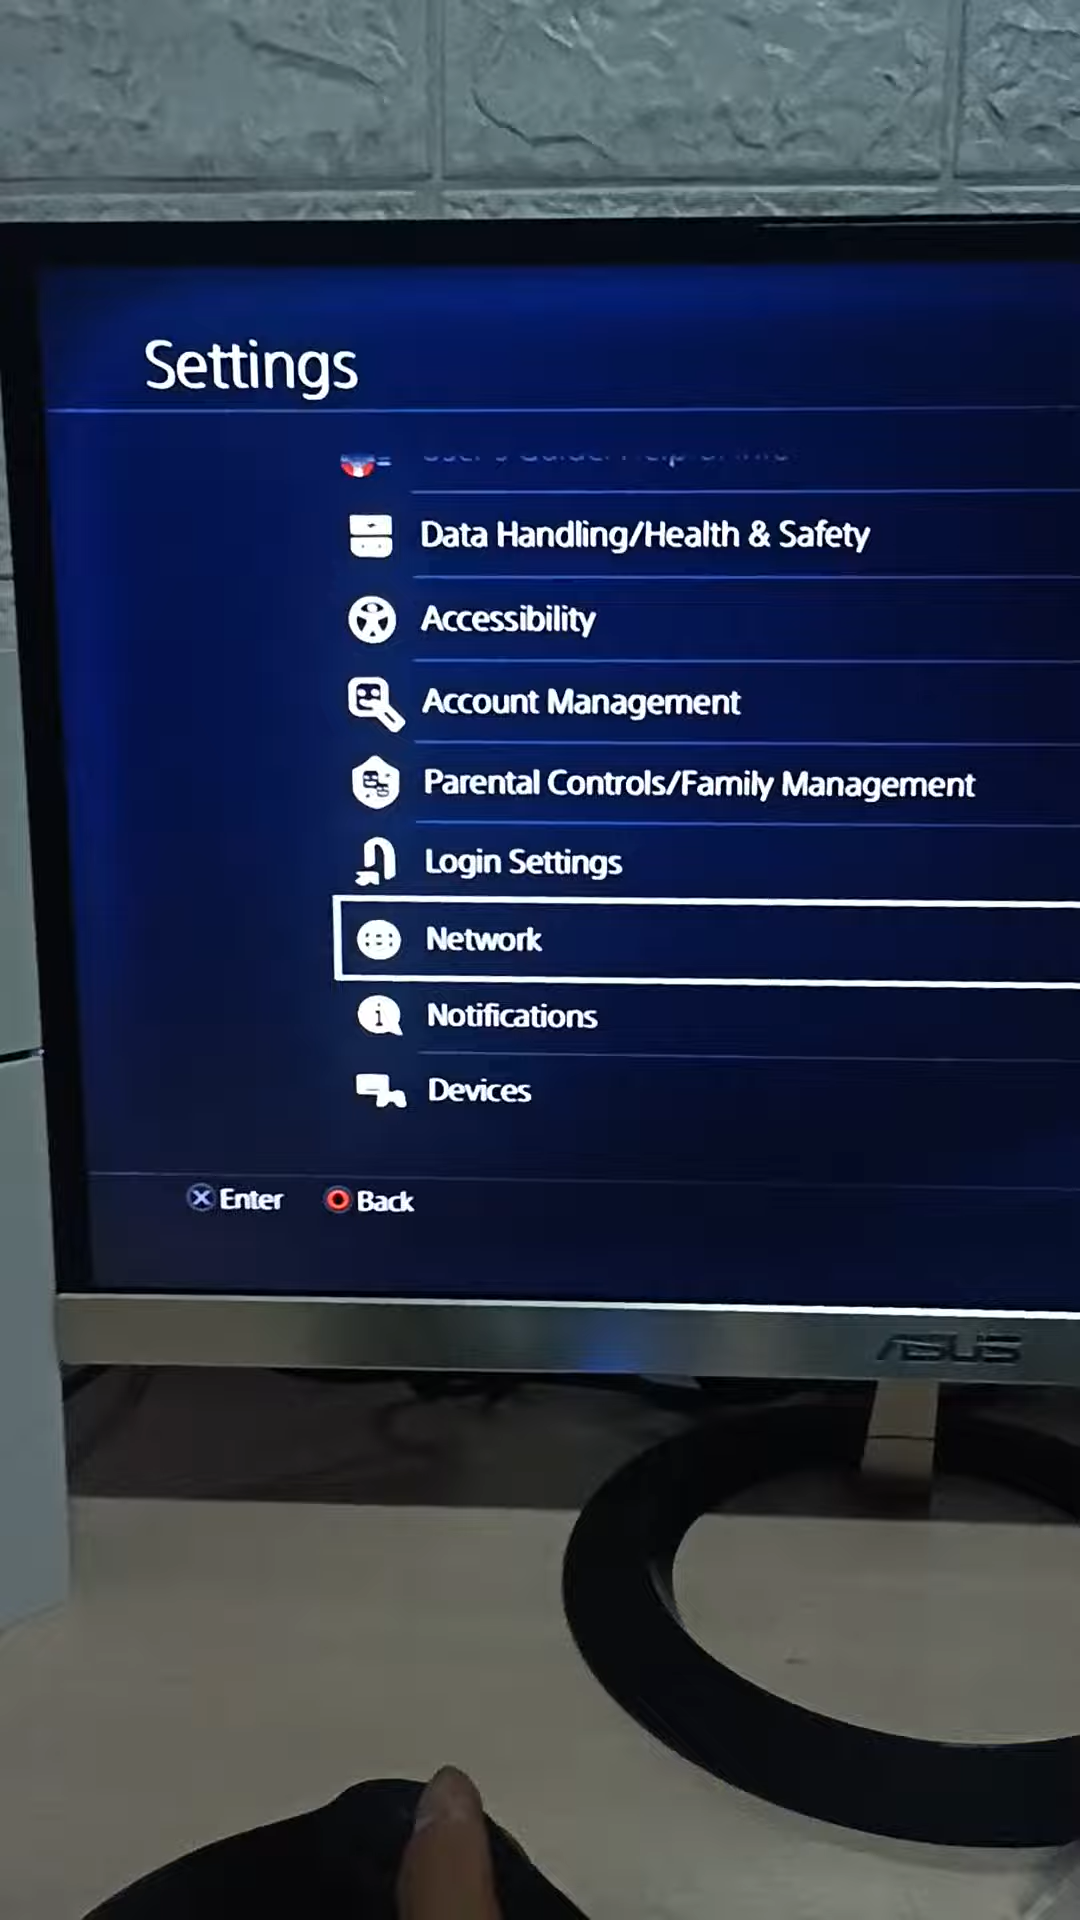 Settings
Data Handling/Health & Safety
Accessibility
Account Management
Parental Controls/Family Management
Login Settings
Network
Notifications
Devices
Enter Back
ASUS